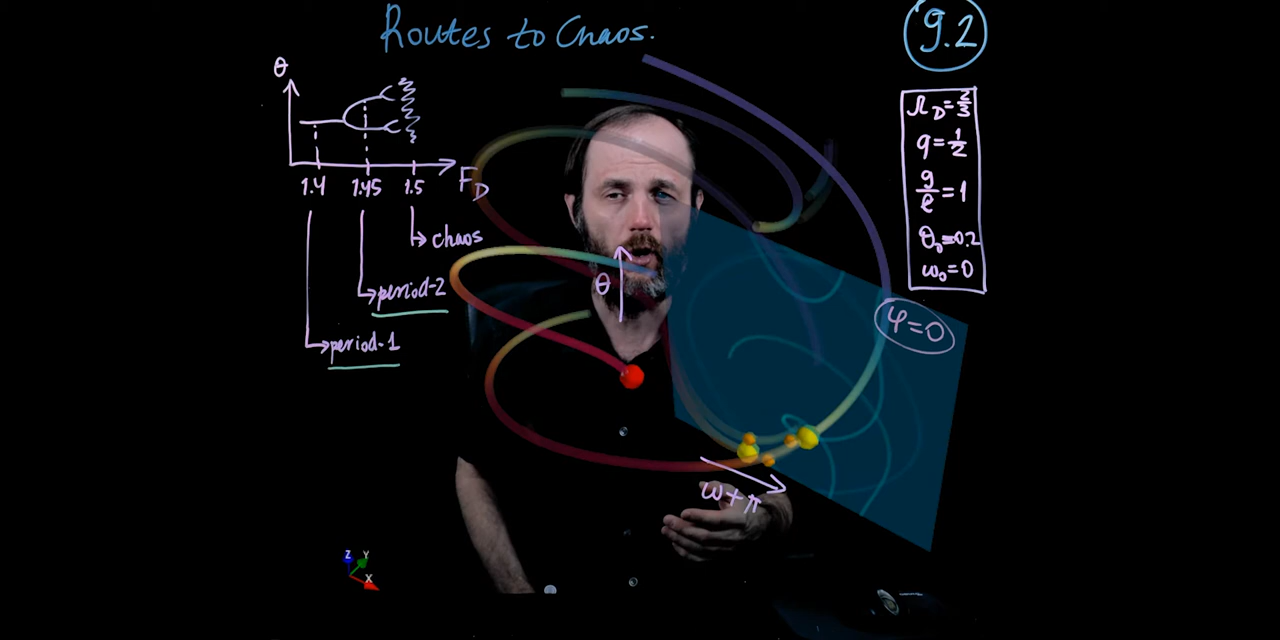 Routes to Chaos.
9.2
θ
1.4 1.45 1.5
F_D
chaos
period-2
period-1
Ω_D=2/3
q=1/2
g/ℓ=1
θ₀=0.2
ω₀=0
θ
φ=0
ω+π
Z Y
X